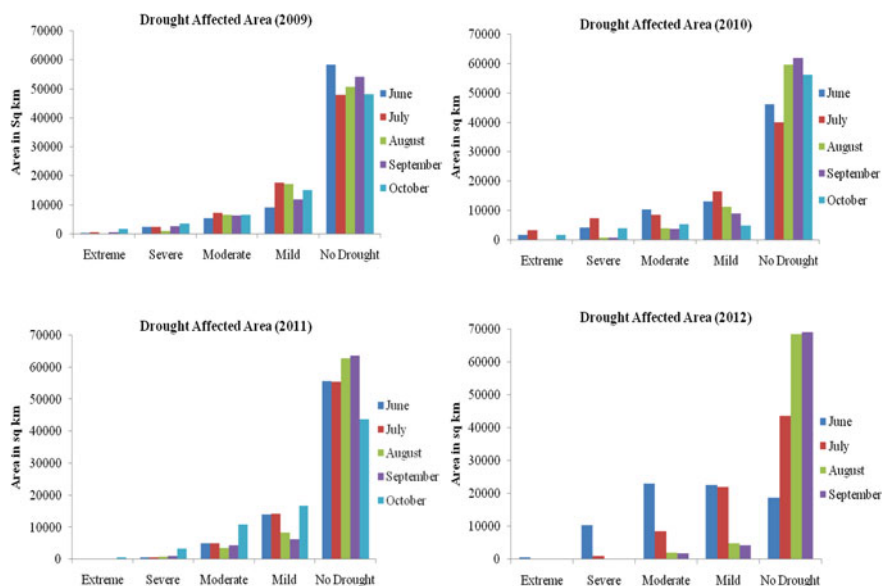 Drought Affected Area (2009)
Area in Sq km
70000
60000
50000
40000
30000
20000
10000
0
Extreme Severe Moderate Mild No Drought
June
July
August
September
October
Drought Affected Area (2010)
Area in sq km
70000
60000
50000
40000
30000
20000
10000
0
Extreme Severe Moderate Mild No Drought
June
July
August
September
October
Drought Affected Area (2011)
Area in sq km
70000
60000
50000
40000
30000
20000
10000
0
Extreme Severe Moderate Mild No Drought
June
July
August
September
October
Drought Affected Area (2012)
Area in sq km
70000
60000
50000
40000
30000
20000
10000
0
Extreme Severe Moderate Mild No Drought
June
July
August
September